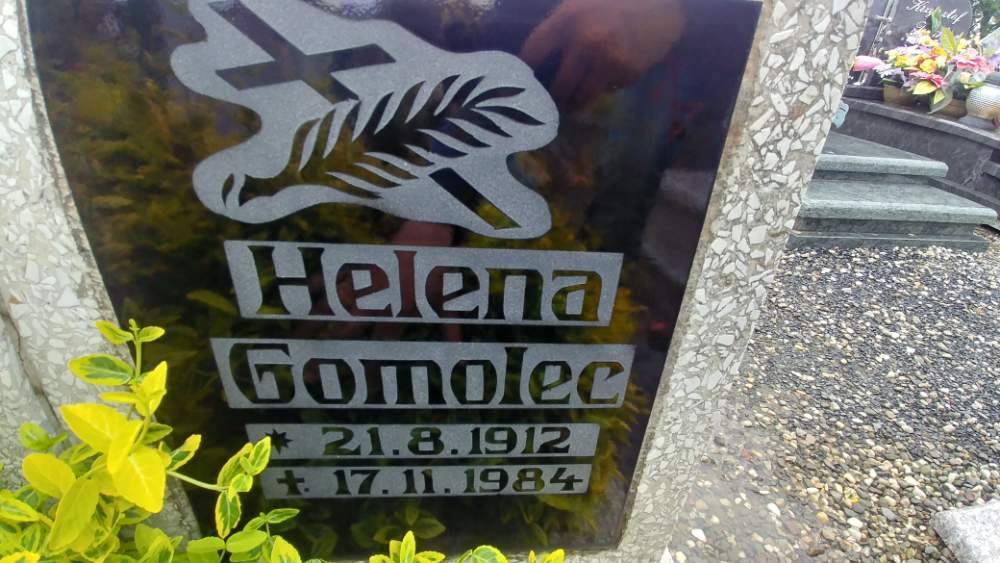 Helena
Gomolec
* 21.8.1912
†. 17.11.1984